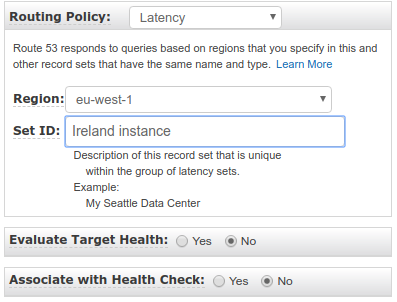 Routing Policy: Latency
Route 53 responds to queries based on regions that you specify in this and
other record sets that have the same name and type. Learn More
Region: eu-west-1
Set ID: Ireland instance
Description of this record set that is unique
within the group of latency sets.
Example:
My Seattle Data Center
Evaluate Target Health: Yes No
Associate with Health Check: Yes No